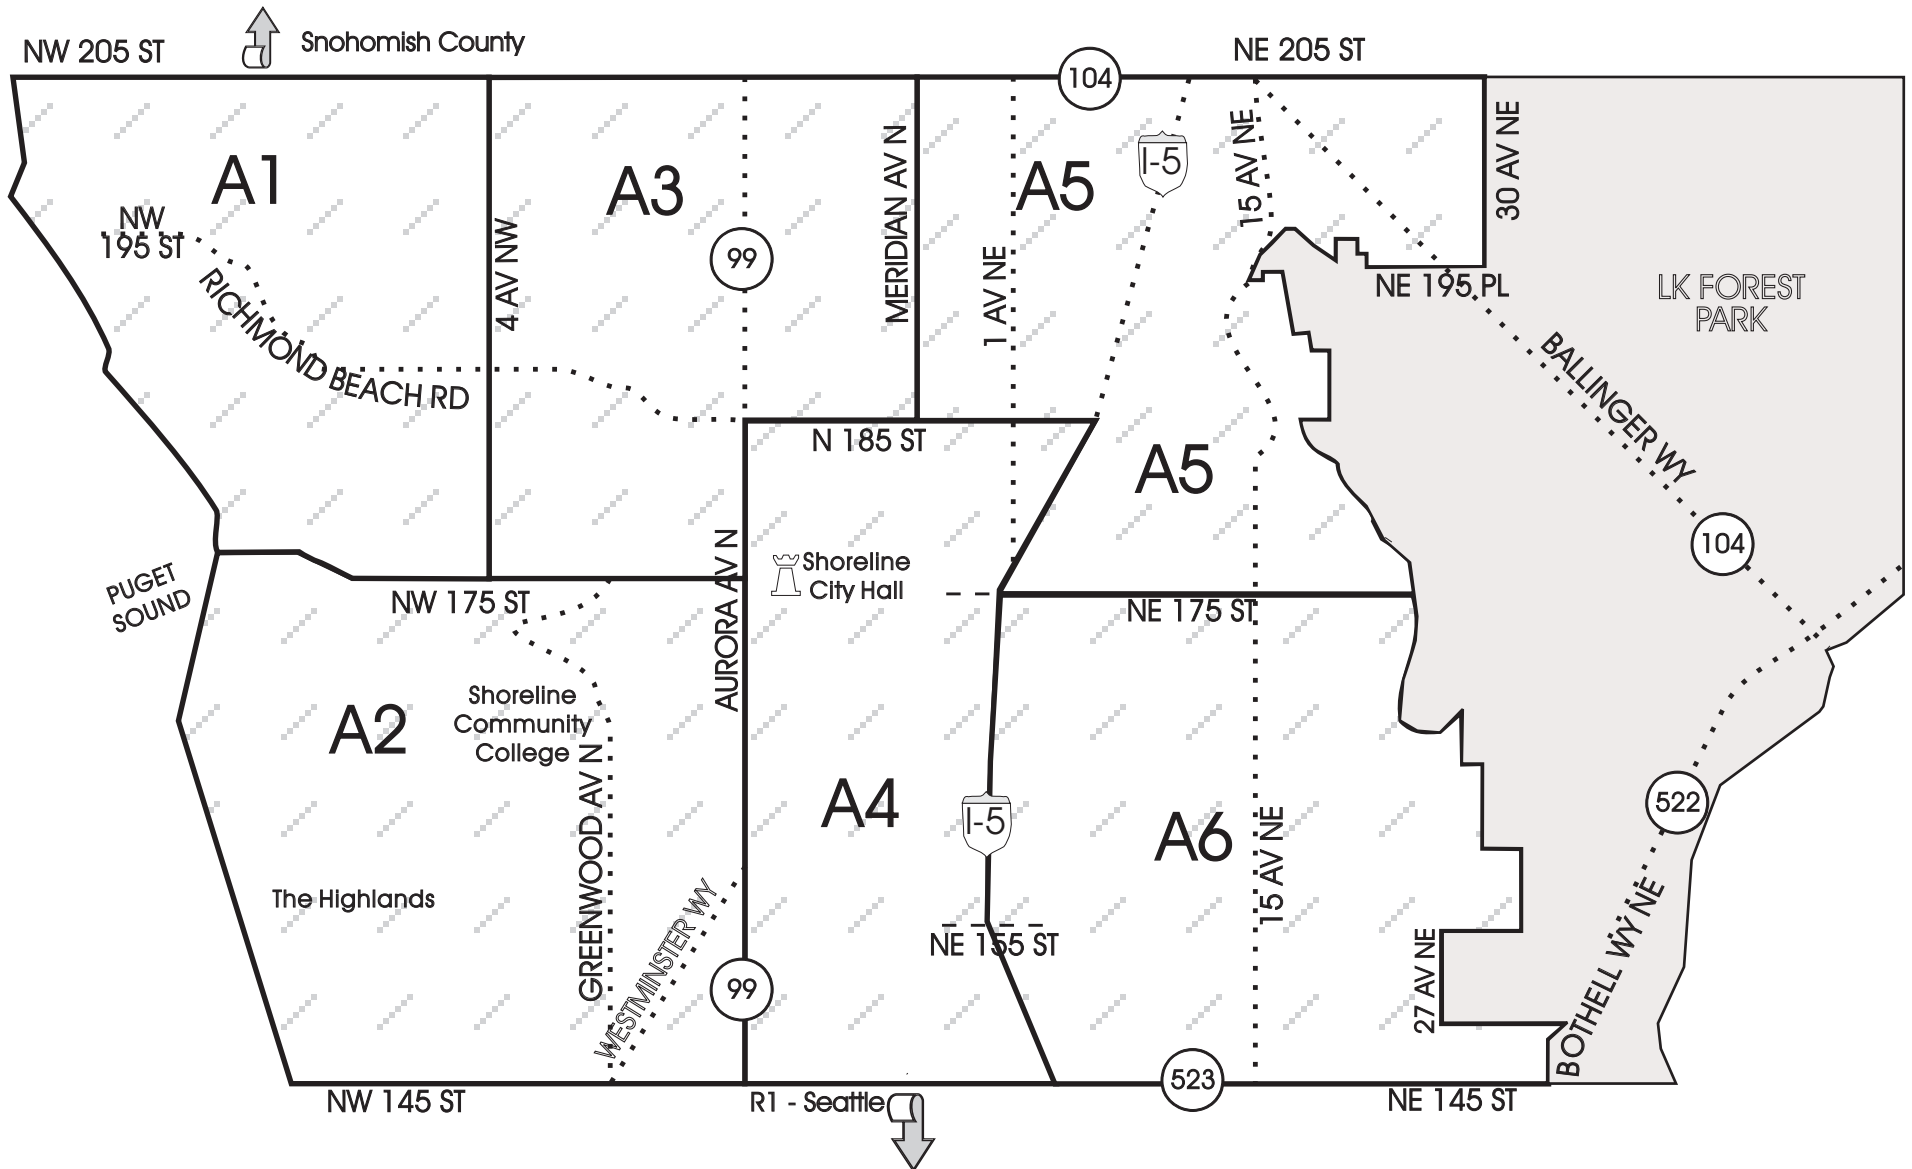 NW 205 ST
Snohomish County
NE 205 ST
104
A1
A3
A5
I-5
15 AV NE
30 AV NE
MERIDIAN AV N
NW
195 ST
4 AV NW
99
1 AV NE
NE 195 PL
LK FOREST
PARK
RICHMOND BEACH RD
BALLINGER WY
N 185 ST
A5
104
AURORA AV N
Shoreline
City Hall
PUGET
SOUND
NW 175 ST
NE 175 ST
A2
Shoreline
Community
College
GREENWOOD AV N
A4
I-5
A6
15 AV NE
522
The Highlands
WESTMINSTER WY
NE 155 ST
99
27 AV NE
BOTHELL WY NE
523
NW 145 ST
R1 - Seattle
NE 145 ST